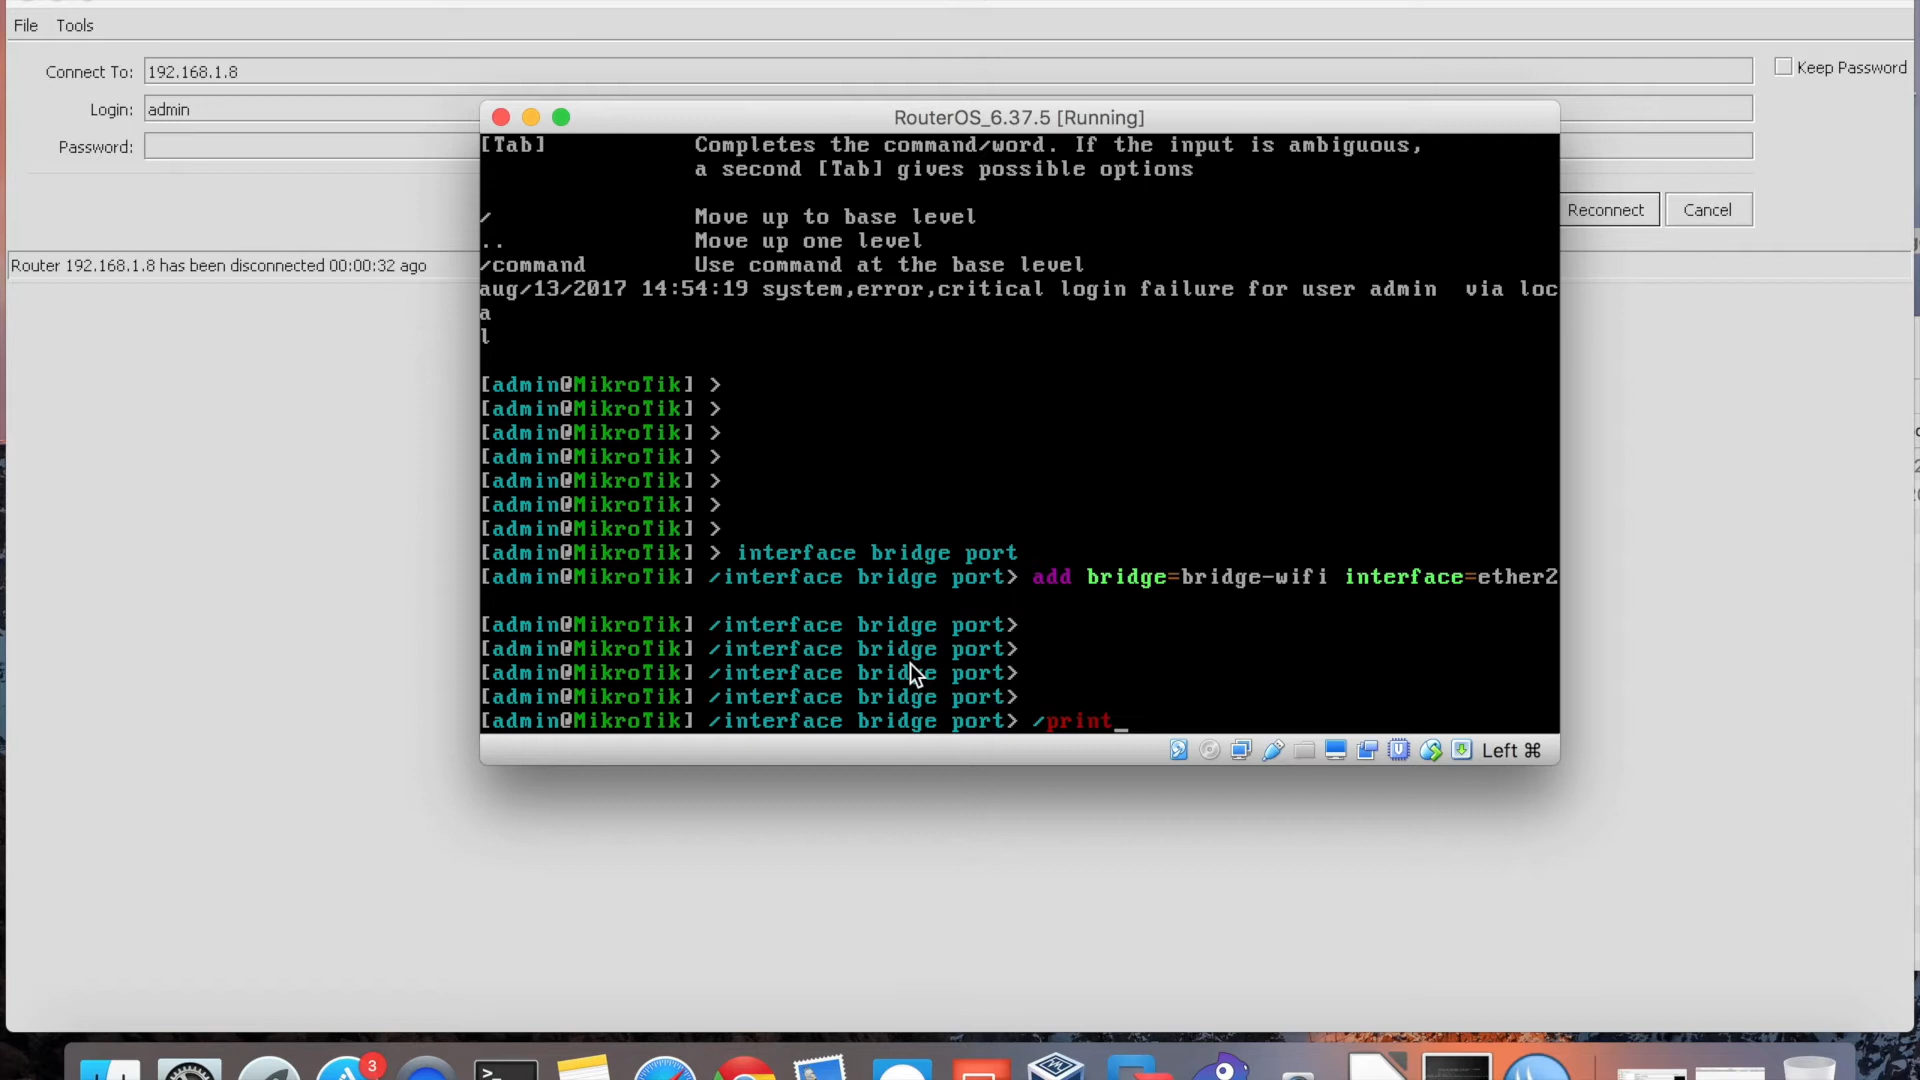 File Tools
Connect To: 192.168.1.8
Keep Password
Login: admin
Password:
Reconnect Cancel
Router 192.168.1.8 has been disconnected 00:00:32 ago
RouterOS_6.37.5 [Running]
[Tab] Completes the command/word. If the input is ambiguous,
a second [Tab] gives possible options
/ Move up to base level
.. Move up one level
/command Use command at the base level
aug/13/2017 14:54:19 system,error,critical login failure for user admin via loc
a
l
[admin@MikroTik] >
[admin@MikroTik] >
[admin@MikroTik] >
[admin@MikroTik] >
[admin@MikroTik] >
[admin@MikroTik] >
[admin@MikroTik] >
[admin@MikroTik] > interface bridge port
[admin@MikroTik] /interface bridge port> add bridge=bridge-wifi interface=ether2
[admin@MikroTik] /interface bridge port>
[admin@MikroTik] /interface bridge port>
[admin@MikroTik] /interface bridge port>
[admin@MikroTik] /interface bridge port>
[admin@MikroTik] /interface bridge port> /print_
Left ⌘
3
>_